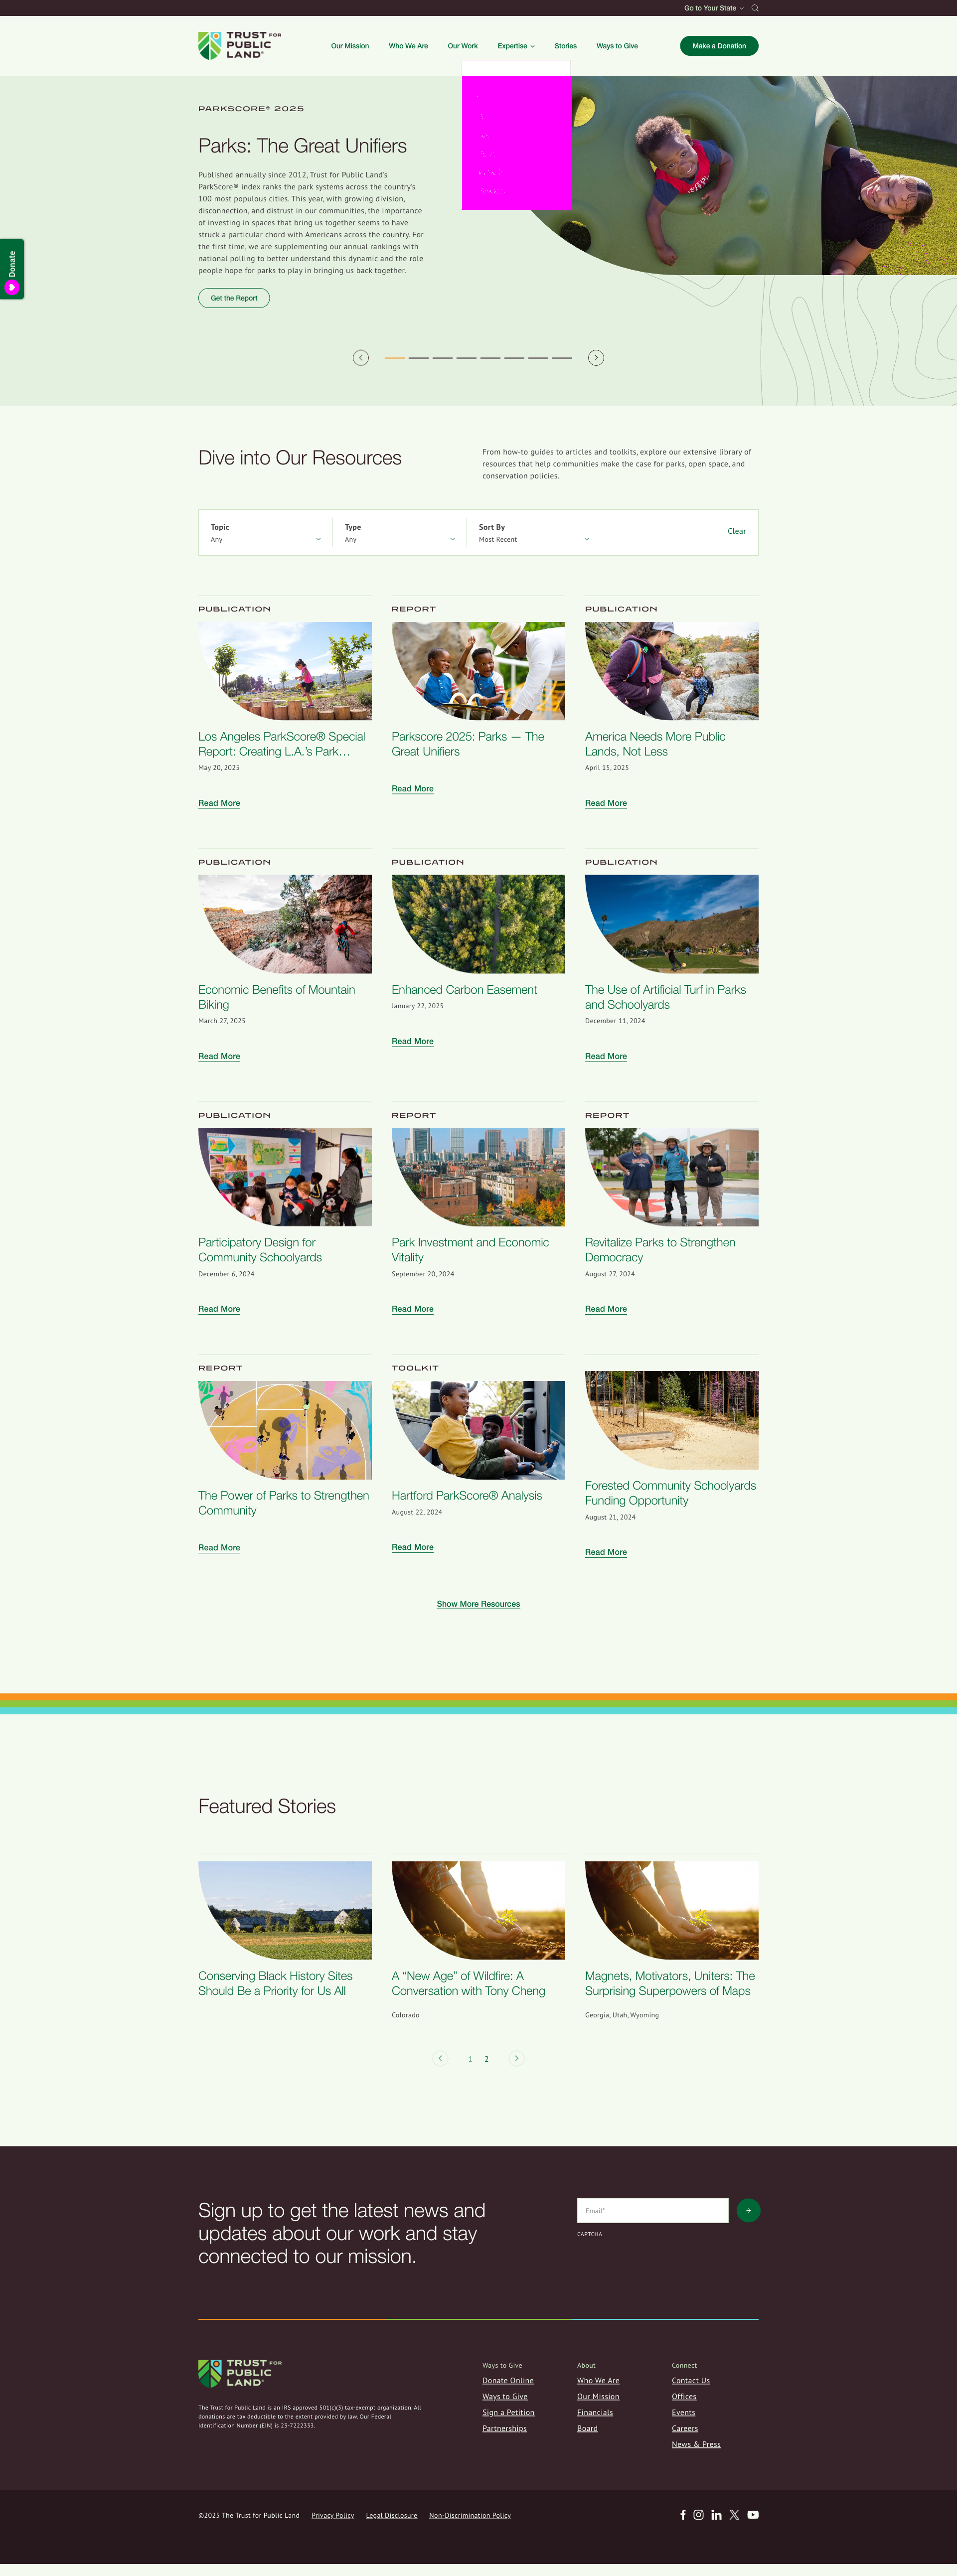 Go to Your State
TRUST FOR
PUBLIC
LAND®
Our Mission
Who We Are
Our Work
Expertise
Stories
Ways to Give
Make a Donation
PARKSCORE® 2025
Parks: The Great Unifiers
Published annually since 2012, Trust for Public Land’s
ParkScore® index ranks the park systems across the country’s
100 most populous cities. This year, with growing division,
disconnection, and distrust in our communities, the importance
of investing in spaces that bring us together seems to have
struck a particular chord with Americans across the country. For
the first time, we are supplementing our annual rankings with
national polling to better understand this dynamic and the role
people hope for parks to play in bringing us back together.
Get the Report
Donate
Dive into Our Resources
From how-to guides to articles and toolkits, explore our extensive library of
resources that help communities make the case for parks, open space, and
conservation policies.
Topic
Any
Type
Any
Sort By
Most Recent
Clear
PUBLICATION
Los Angeles ParkScore® Special
Report: Creating L.A.’s Park…
May 20, 2025
Read More
REPORT
Parkscore 2025: Parks — The
Great Unifiers
Read More
PUBLICATION
America Needs More Public
Lands, Not Less
April 15, 2025
Read More
PUBLICATION
Economic Benefits of Mountain
Biking
March 27, 2025
Read More
PUBLICATION
Enhanced Carbon Easement
January 22, 2025
Read More
PUBLICATION
The Use of Artificial Turf in Parks
and Schoolyards
December 11, 2024
Read More
PUBLICATION
Participatory Design for
Community Schoolyards
December 6, 2024
Read More
REPORT
Park Investment and Economic
Vitality
September 20, 2024
Read More
REPORT
Revitalize Parks to Strengthen
Democracy
August 27, 2024
Read More
REPORT
The Power of Parks to Strengthen
Community
Read More
TOOLKIT
Hartford ParkScore® Analysis
August 22, 2024
Read More
Forested Community Schoolyards
Funding Opportunity
August 21, 2024
Read More
Show More Resources
Featured Stories
Conserving Black History Sites
Should Be a Priority for Us All
A “New Age” of Wildfire: A
Conversation with Tony Cheng
Colorado
Magnets, Motivators, Uniters: The
Surprising Superpowers of Maps
Georgia, Utah, Wyoming
1 2
Sign up to get the latest news and
updates about our work and stay
connected to our mission.
Email*
CAPTCHA
TRUST FOR
PUBLIC
LAND®
The Trust for Public Land is an IRS approved 501(c)(3) tax-exempt organization. All
donations are tax deductible to the extent provided by law. Our Federal
Identification Number (EIN) is 23-7222333.
Ways to Give
Donate Online
Ways to Give
Sign a Petition
Partnerships
About
Who We Are
Our Mission
Financials
Board
Connect
Contact Us
Offices
Events
Careers
News & Press
©2025 The Trust for Public Land
Privacy Policy
Legal Disclosure
Non-Discrimination Policy